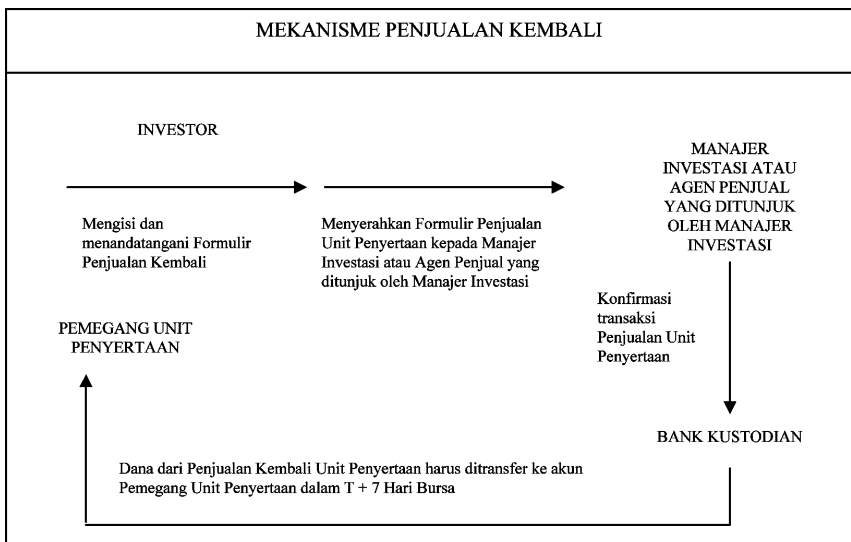 MEKANISME PENJUALAN KEMBALI
INVESTOR
Mengisi dan
menandatangani Formulir
Penjualan Kembali
Menyerahkan Formulir Penjualan
Unit Penyertaan kepada Manajer
Investasi atau Agen Penjual yang
ditunjuk oleh Manajer Investasi
MANAJER
INVESTASI ATAU
AGEN PENJUAL
YANG DITUNJUK
OLEH MANAJER
INVESTASI
Konfirmasi
transaksi
Penjualan Unit
Penyertaan
BANK KUSTODIAN
Dana dari Penjualan Kembali Unit Penyertaan harus ditransfer ke akun
Pemegang Unit Penyertaan dalam T + 7 Hari Bursa
PEMEGANG UNIT
PENYERTAAN